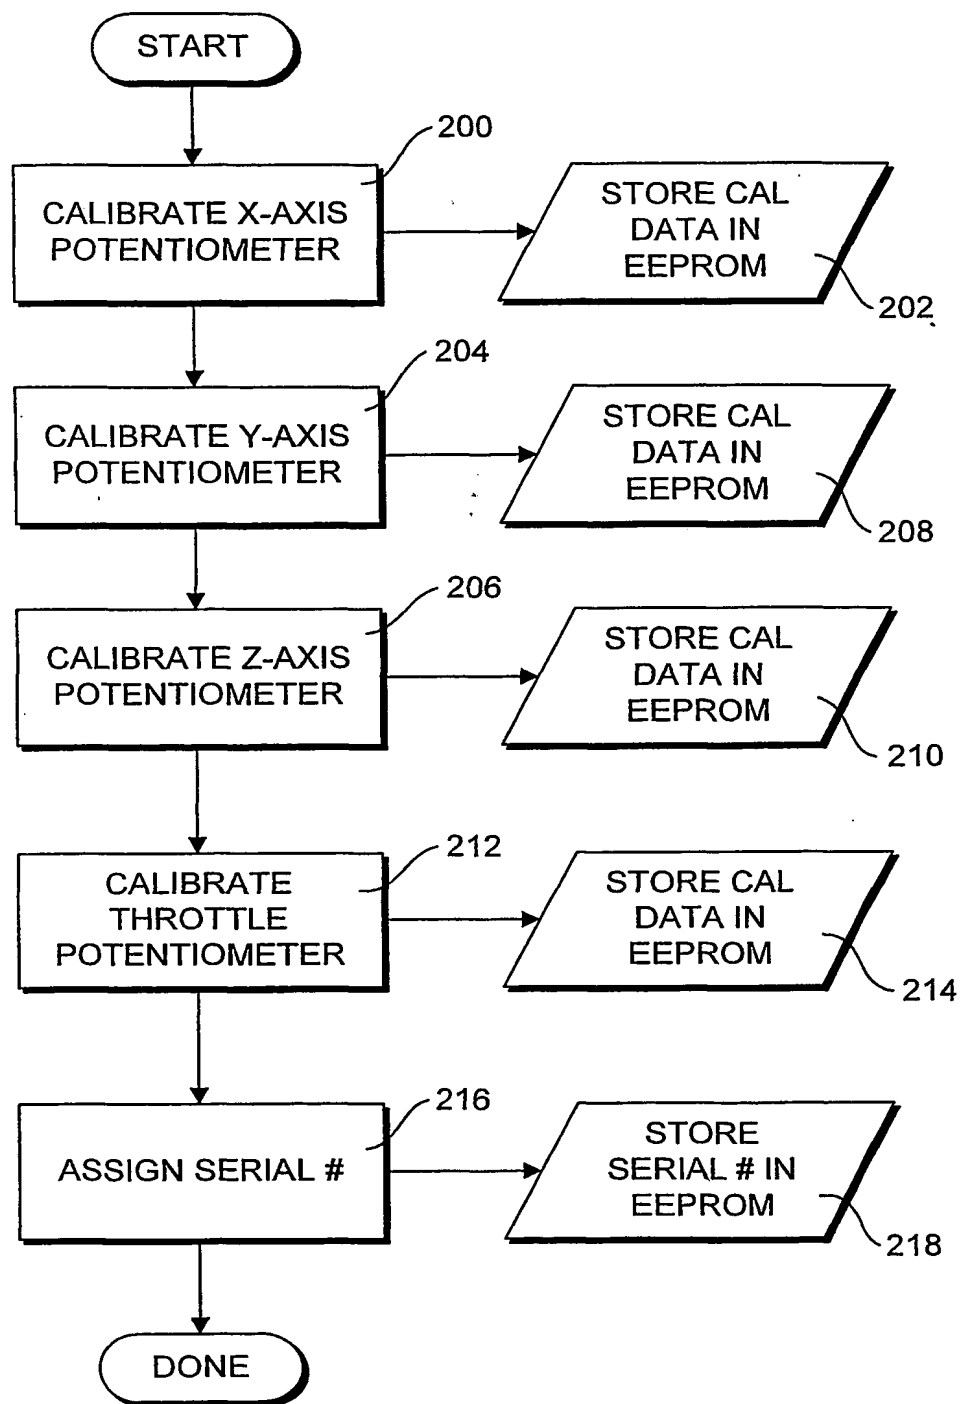 START
200
CALIBRATE X-AXIS
POTENTIOMETER
STORE CAL
DATA IN
EEPROM
202
204
CALIBRATE Y-AXIS
POTENTIOMETER
STORE CAL
DATA IN
EEPROM
208
206
CALIBRATE Z-AXIS
POTENTIOMETER
STORE CAL
DATA IN
EEPROM
210
212
CALIBRATE
THROTTLE
POTENTIOMETER
STORE CAL
DATA IN
EEPROM
214
216
ASSIGN SERIAL #
STORE
SERIAL # IN
EEPROM
218
DONE